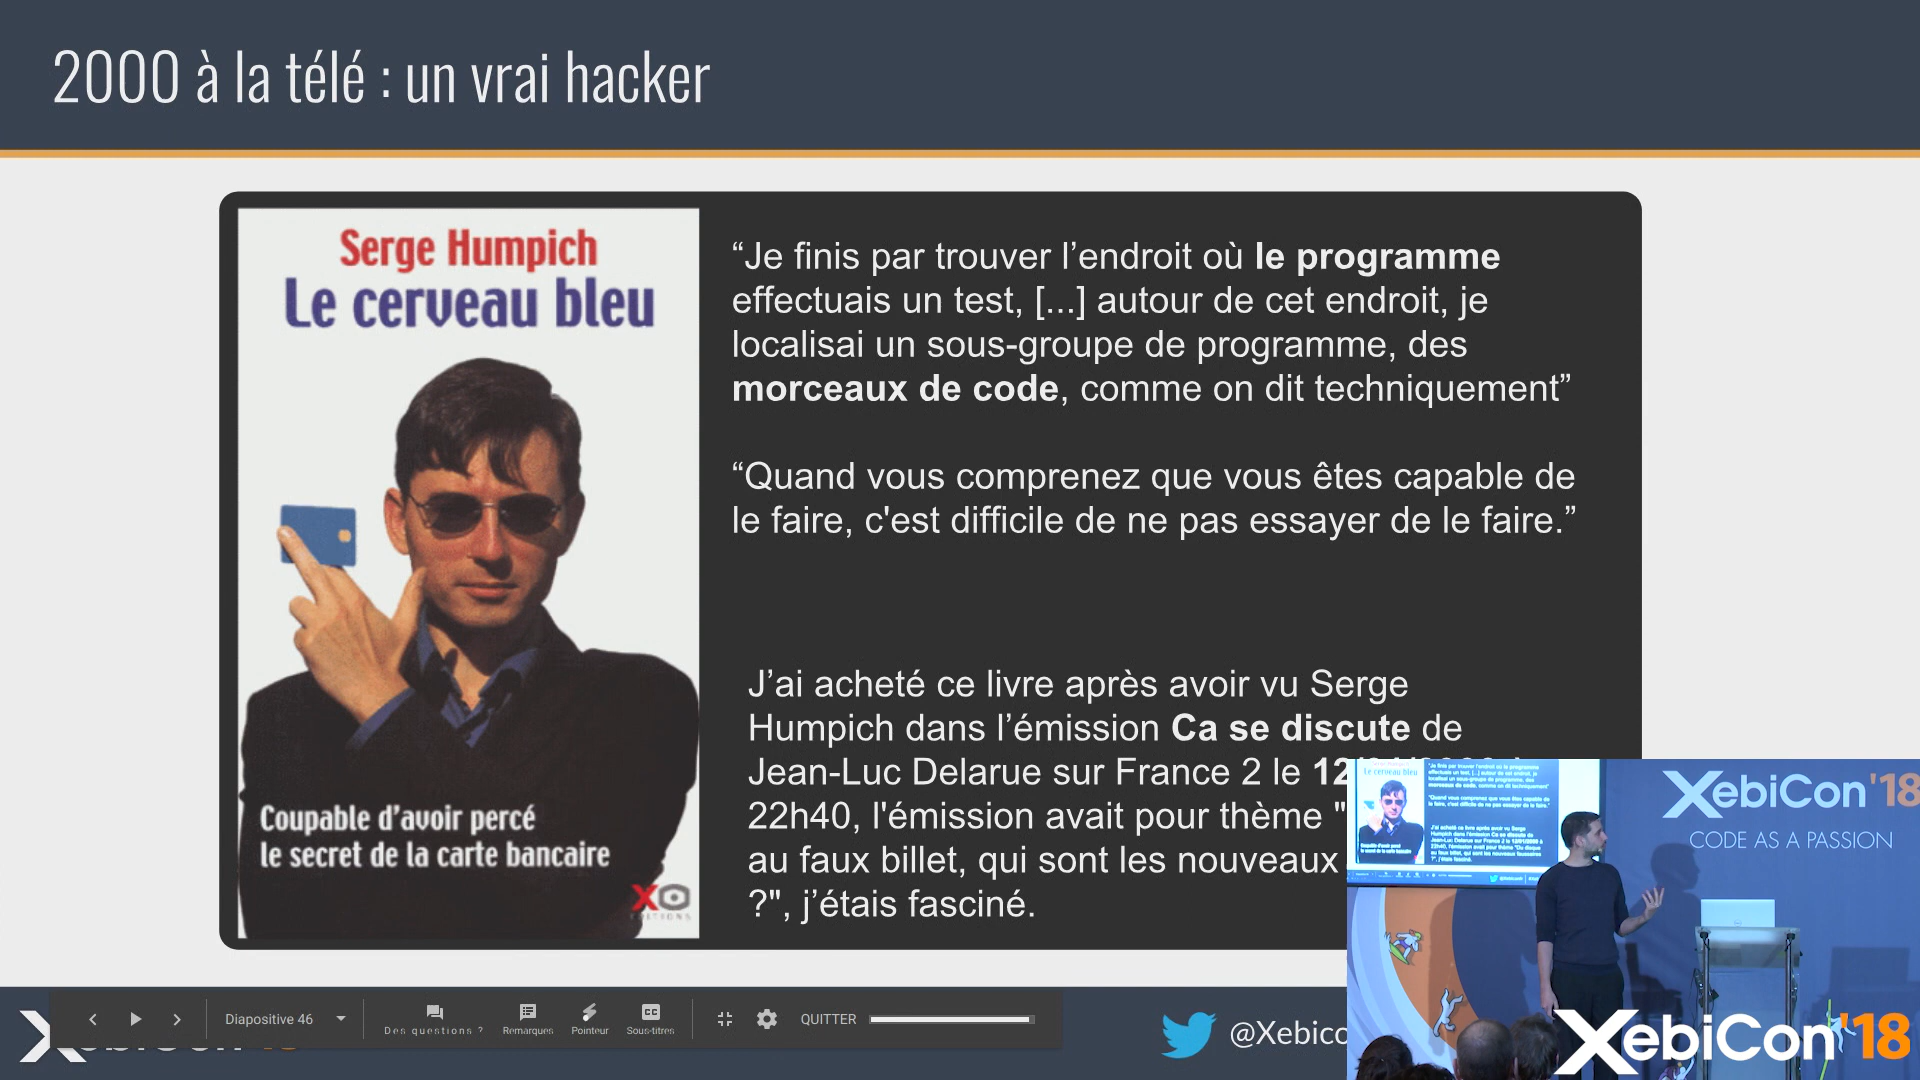 2000 à la télé : un vrai hacker
Serge Humpich
Le cerveau bleu
Coupable d'avoir percé
le secret de la carte bancaire
XO
EDITIONS
“Je finis par trouver l’endroit où le programme
effectuais un test, [...] autour de cet endroit, je
localisai un sous-groupe de programme, des
morceaux de code, comme on dit techniquement”
“Quand vous comprenez que vous êtes capable de
le faire, c'est difficile de ne pas essayer de le faire.”
J’ai acheté ce livre après avoir vu Serge
Humpich dans l’émission Ca se discute de
Jean-Luc Delarue sur France 2 le 12
22h40, l'émission avait pour thème "
au faux billet, qui sont les nouveaux
?", j’étais fasciné.
XebiCon'18
CODE AS A PASSION
Diapositive 46
Des questions ?
Remarques
Pointeur
Sous-titres
QUITTER
@Xebico
XebiCon'18